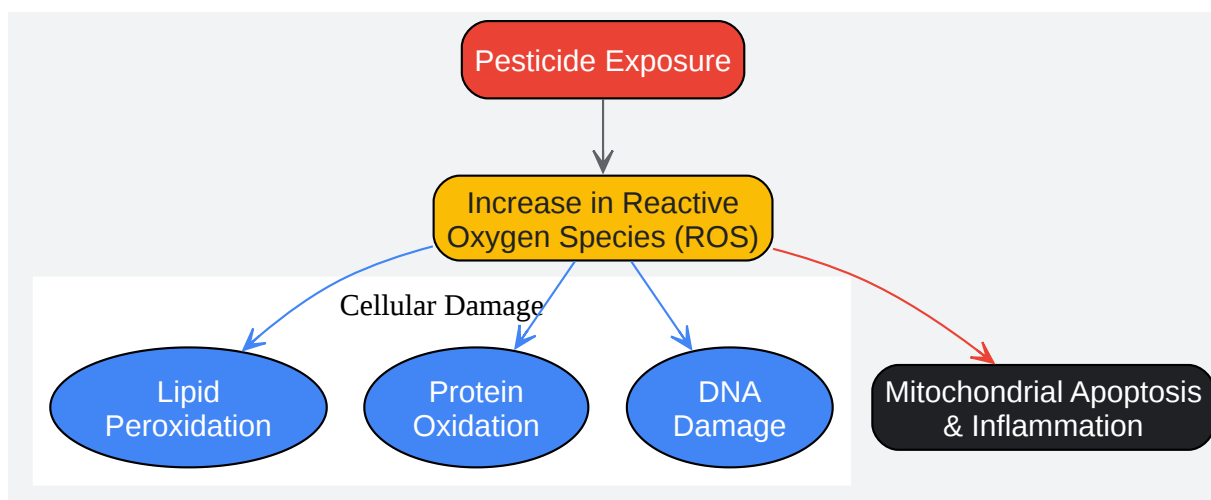 Pesticide Exposure
Increase in Reactive
Oxygen Species (ROS)
Cellular Damage
Lipid
Peroxidation
Protein
Oxidation
DNA
Damage
Mitochondrial Apoptosis
& Inflammation